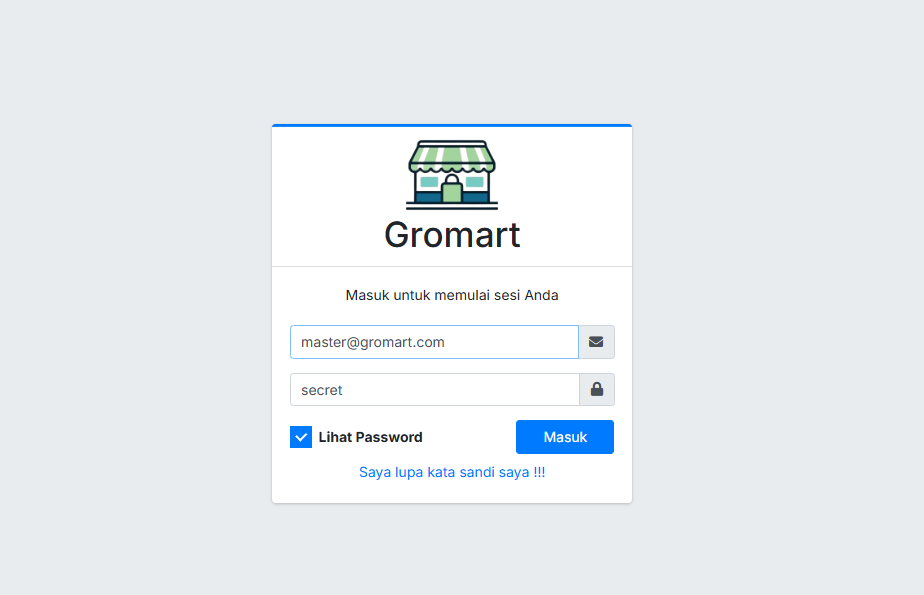 Gromart
Masuk untuk memulai sesi Anda
master@gromart.com
secret
Lihat Password
Masuk
Saya lupa kata sandi saya !!!